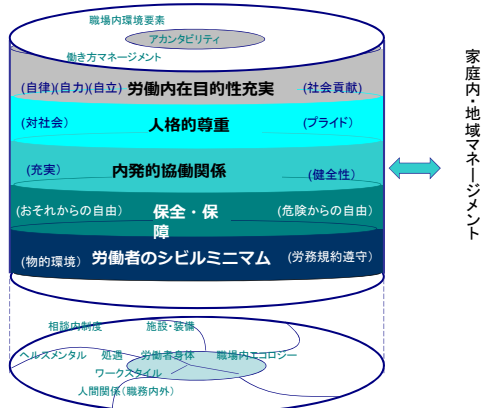 職場内環境要素
アカンタビリティ
働き方マネージメント
(自律)(自力)(自立) 労働内在目的性充実 (社会貢献)
(対社会) 人格的尊重 (プライド)
(充実) 内発的協働関係 (健全性)
(おそれからの自由) 保全・保障 (危険からの自由)
(物的環境) 労働者のシビルミニマム (労務規約遵守)
家庭内・地域マネージメント
相談内制度 施設・装備
ヘルスメンタル 処遇 労働者身体 職場内エコロジー
ワークスタイル
人間関係(職務内外)